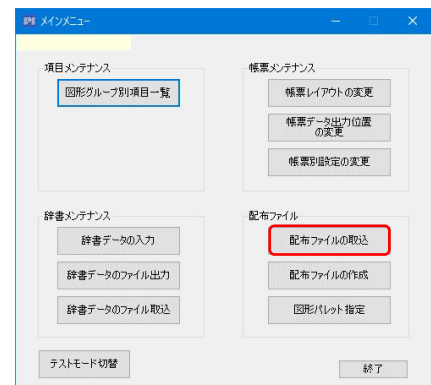 メインメニュー
項目メンテナンス
図形グループ別項目一覧
帳票メンテナンス
帳票レイアウトの変更
帳票データ出力位置
の変更
帳票別設定の変更
辞書メンテナンス
辞書データの入力
辞書データのファイル出力
辞書データのファイル取込
配布ファイル
配布ファイルの取込
配布ファイルの作成
図形パレット指定
テストモード切替
終了